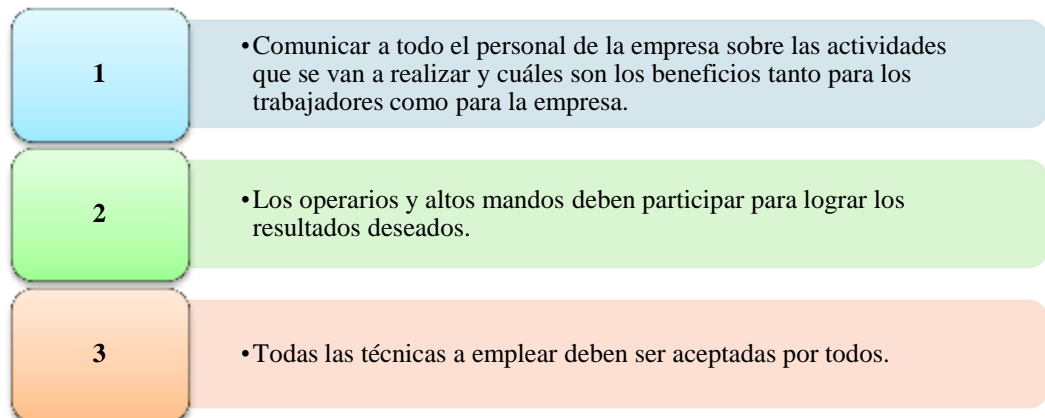 1
•Comunicar a todo el personal de la empresa sobre las actividades
que se van a realizar y cuáles son los beneficios tanto para los
trabajadores como para la empresa.
2
•Los operarios y altos mandos deben participar para lograr los
resultados deseados.
3
•Todas las técnicas a emplear deben ser aceptadas por todos.